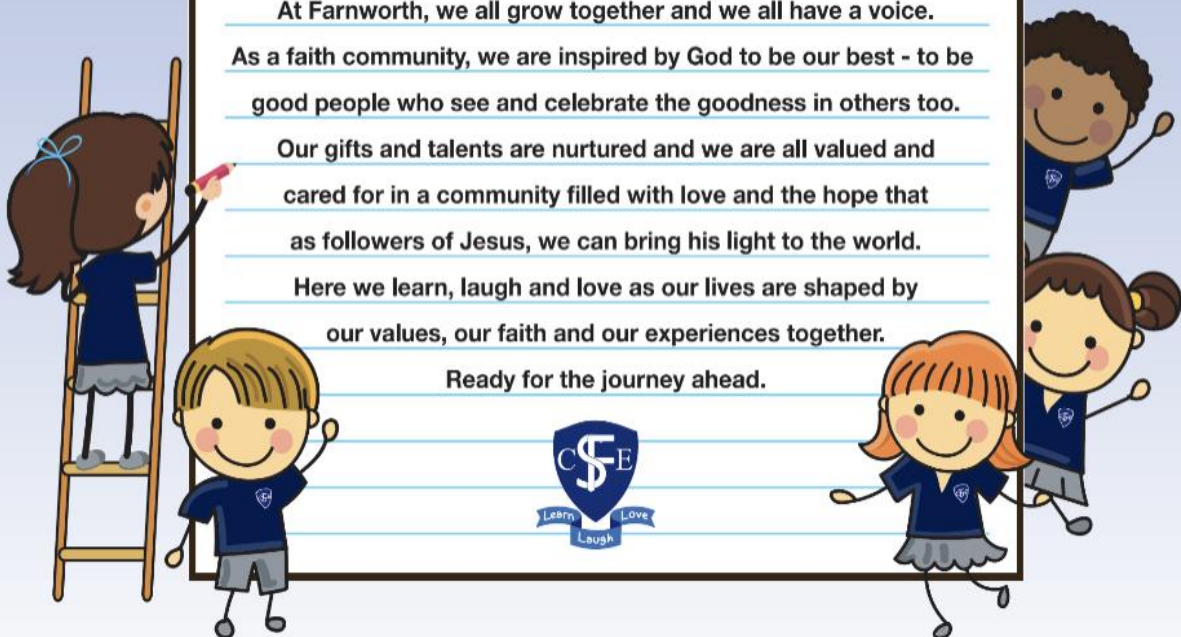 At Farnworth, we all grow together and we all have a voice.
As a faith community, we are inspired by God to be our best - to be
good people who see and celebrate the goodness in others too.
Our gifts and talents are nurtured and we are all valued and
cared for in a community filled with love and the hope that
as followers of Jesus, we can bring his light to the world.
Here we learn, laugh and love as our lives are shaped by
our values, our faith and our experiences together.
Ready for the journey ahead.
C SF E
Learn Love
Laugh